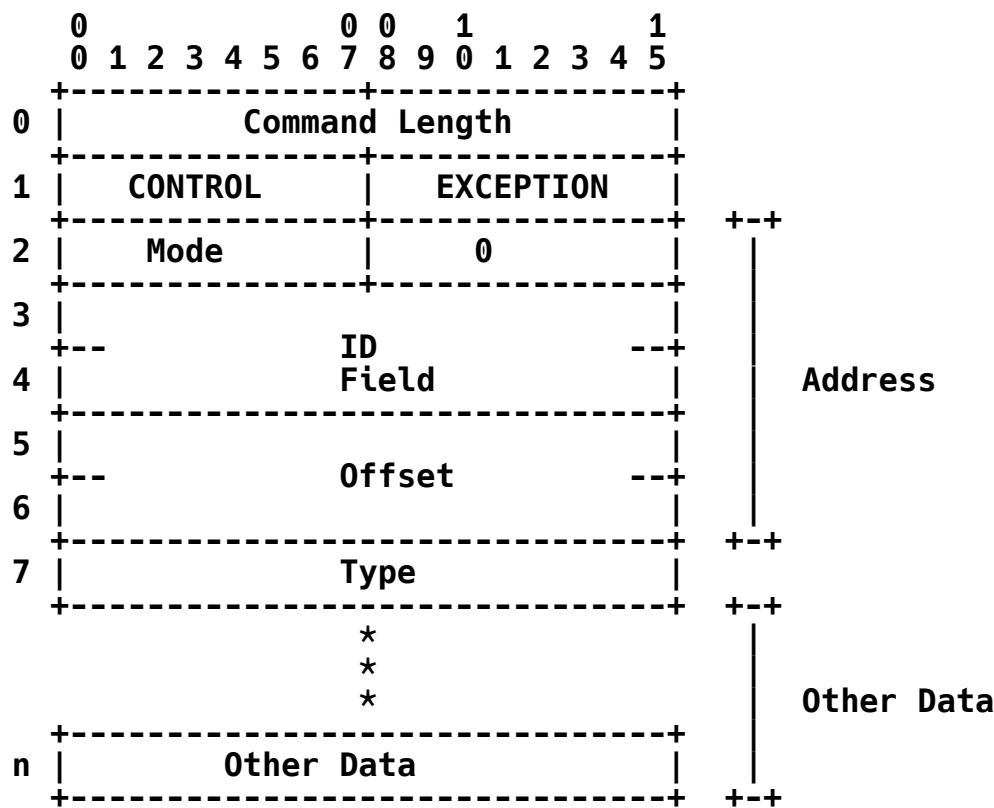 0 0 0 1 1
0 1 2 3 4 5 6 7 8 9 0 1 2 3 4 5
0 Command Length
1 CONTROL EXCEPTION
2 Mode 0
3
ID
4 Field Address
5
Offset
6
7 Type
*
*
* Other Data
n Other Data